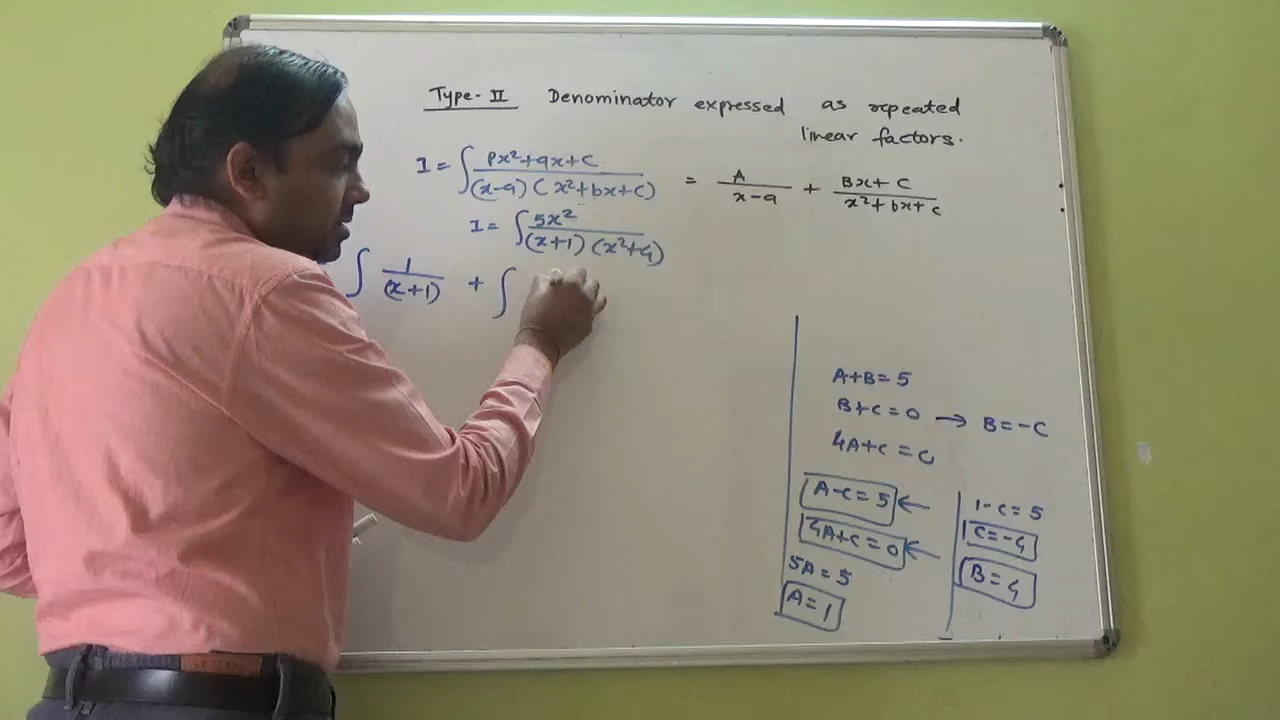 Type-II Denominator expressed as repeated
linear factors.
I = ∫ px²+qx+c / (x-a) (x²+bx+c) = A / x-a + Bx+C / x²+bx+c
I = ∫ 5x² / (x+1) (x²+4)
∫ 1 / (x+1) + ∫
A+B=5
B+C=0 → B=-C
4A+C=0
A-C=5 ←
4A+C=0 ←
5A=5
A=1
1-C=5
C=-4
B=4